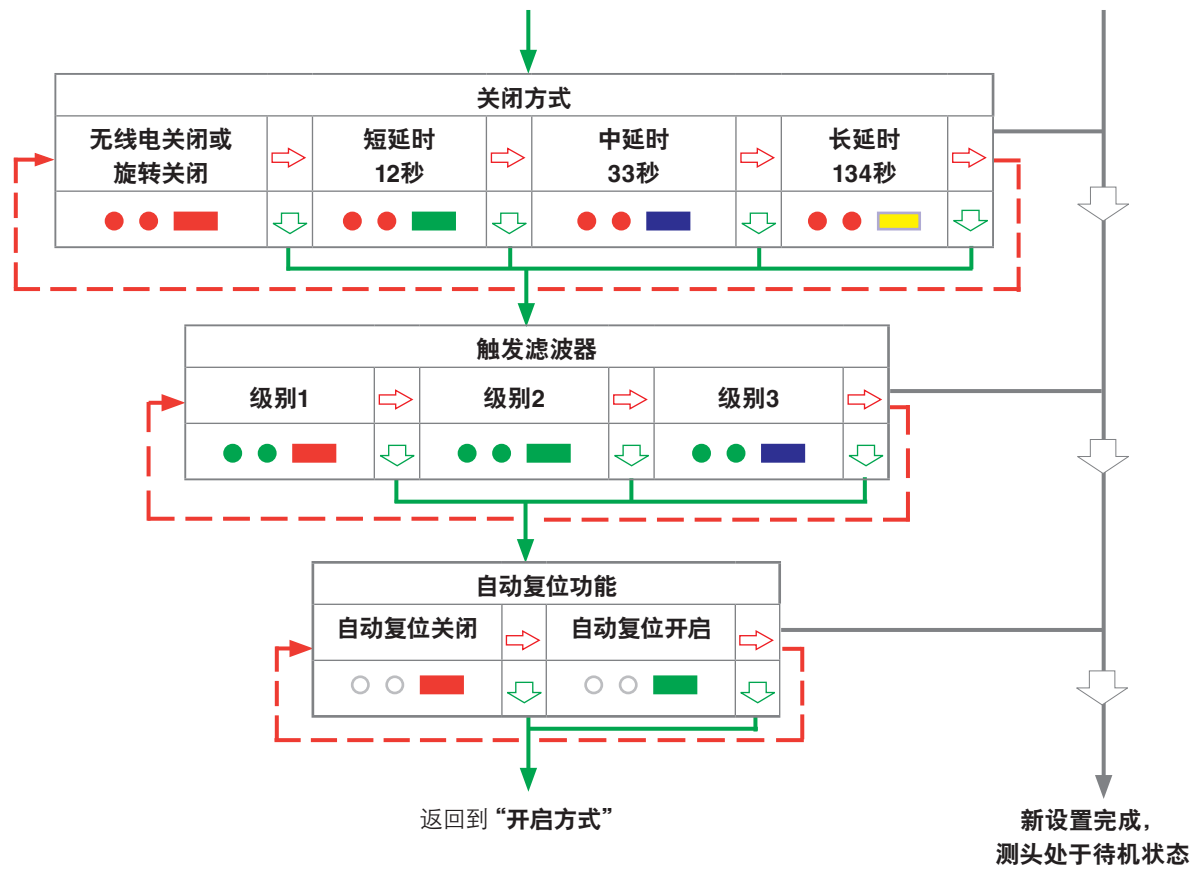 关闭方式
无线电关闭或
旋转关闭
短延时
12秒
中延时
33秒
长延时
134秒
触发滤波器
级别1
级别2
级别3
自动复位功能
自动复位关闭
自动复位开启
返回到 “开启方式”
新设置完成，
测头处于待机状态